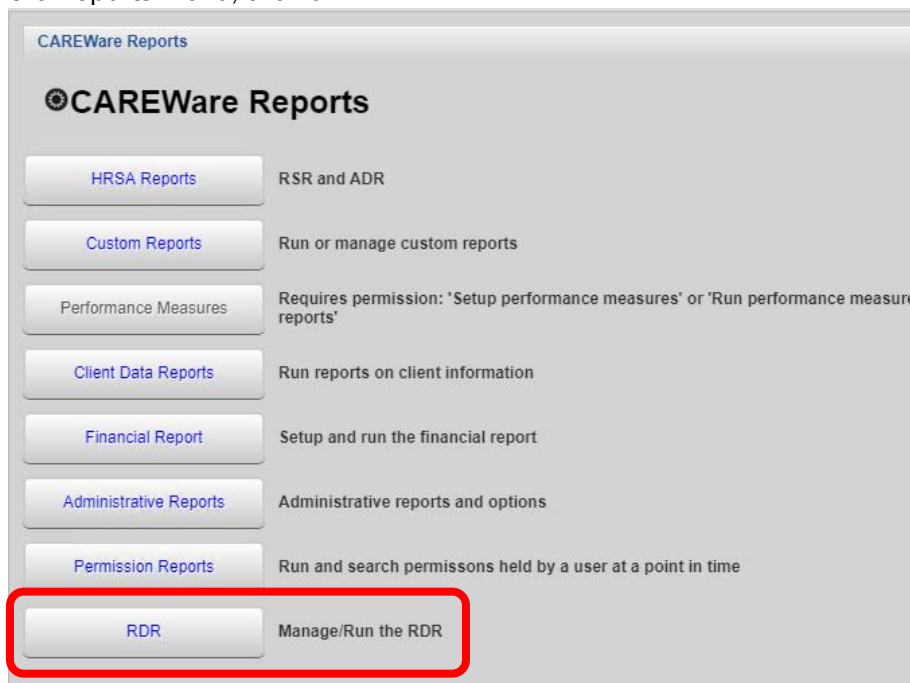 CAREWare Reports
CAREWare Reports
HRSA Reports RSR and ADR
Custom Reports Run or manage custom reports
Performance Measures Requires permission: 'Setup performance measures' or 'Run performance measure
reports'
Client Data Reports Run reports on client information
Financial Report Setup and run the financial report
Administrative Reports Administrative reports and options
Permission Reports Run and search permissons held by a user at a point in time
RDR Manage/Run the RDR